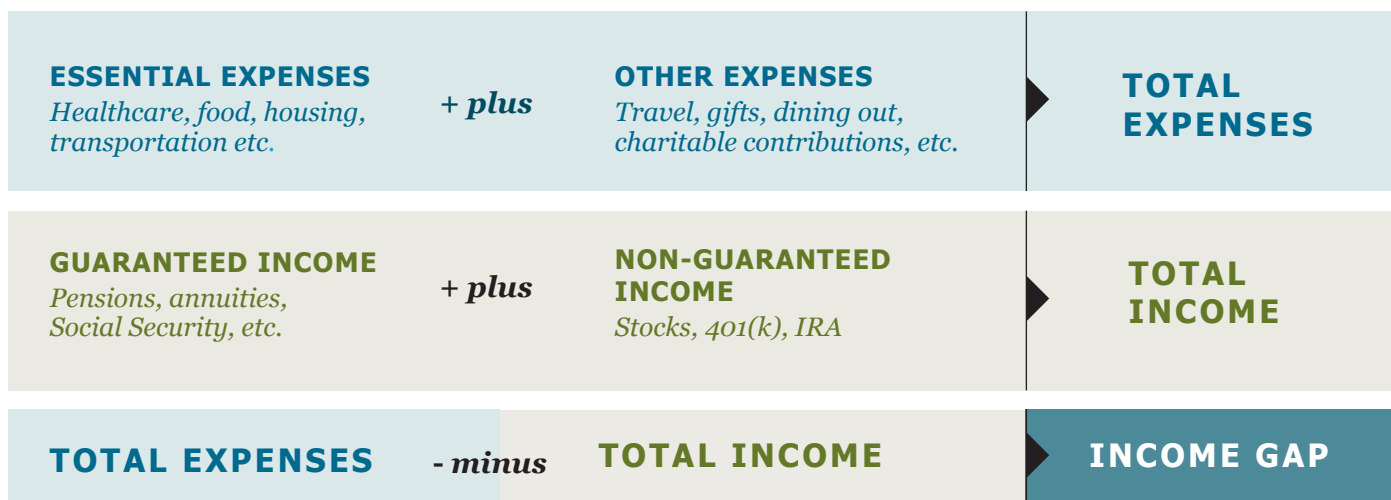 ESSENTIAL EXPENSES
Healthcare, food, housing,
transportation etc.
+ plus
OTHER EXPENSES
Travel, gifts, dining out,
charitable contributions, etc.
TOTAL
EXPENSES
GUARANTEED INCOME
Pensions, annuities,
Social Security, etc.
+ plus
NON-GUARANTEED
INCOME
Stocks, 401(k), IRA
TOTAL
INCOME
TOTAL EXPENSES
- minus
TOTAL INCOME
INCOME GAP